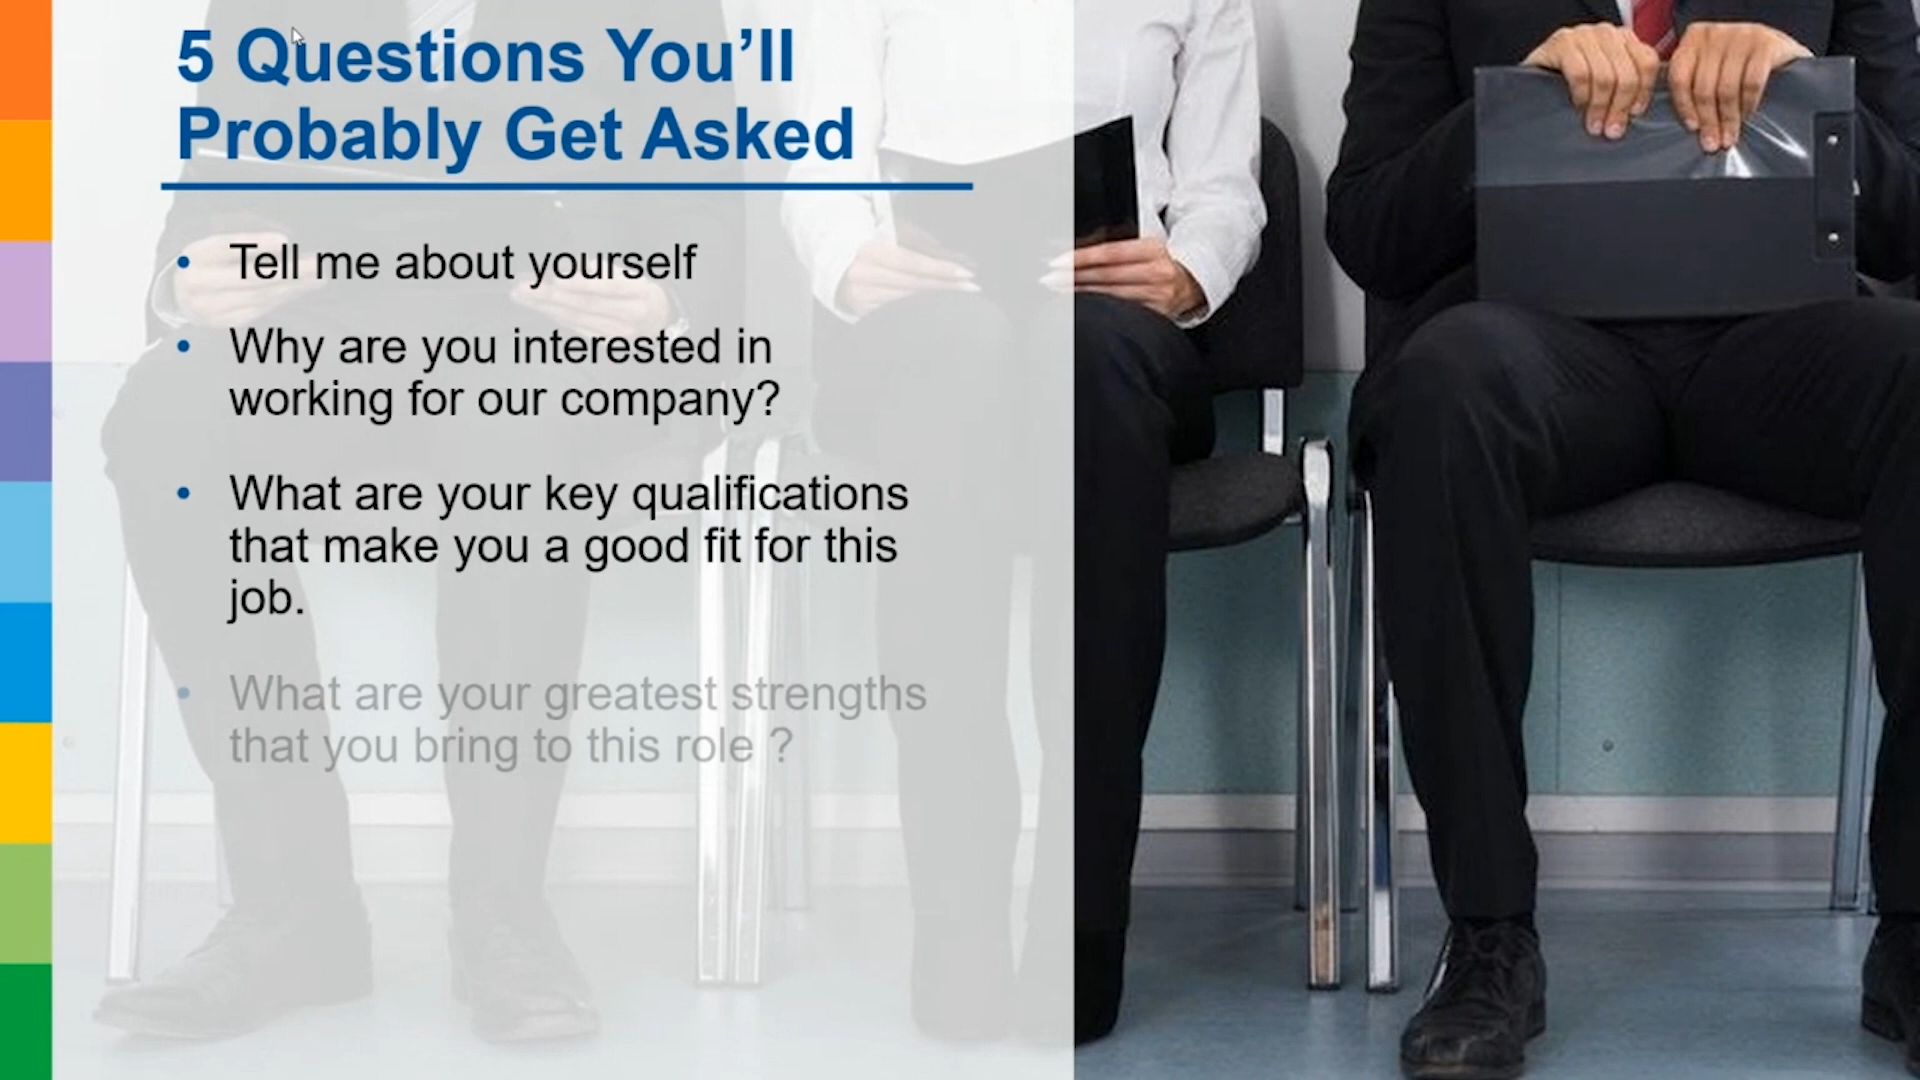 5 Questions You’ll
Probably Get Asked
• Tell me about yourself
• Why are you interested in
working for our company?
• What are your key qualifications
that make you a good fit for this
job.
• What are your greatest strengths
that you bring to this role ?